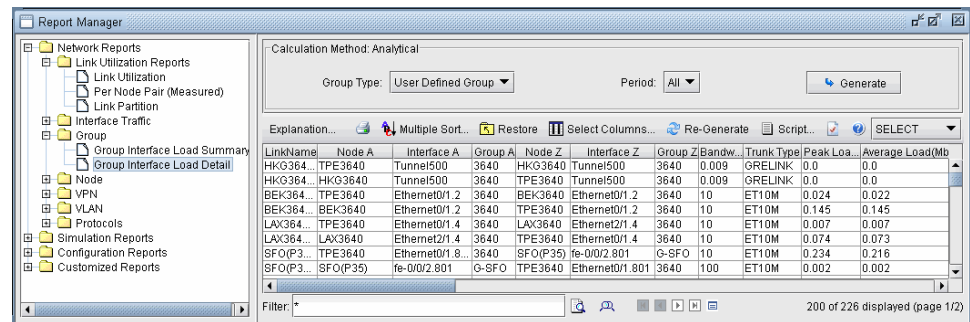 Report Manager
Network Reports
Link Utilization Reports
Link Utilization
Per Node Pair (Measured)
Link Partition
Interface Traffic
Group
Group Interface Load Summary
Group Interface Load Detail
Node
VPN
VLAN
Protocols
Simulation Reports
Configuration Reports
Customized Reports
Calculation Method: Analytical
Group Type: User Defined Group Period: All Generate
Explanation... Multiple Sort... Restore Select Columns... Re-Generate Script... SELECT
LinkName Node A Interface A Group A Node Z Interface Z Group Z Bandw... Trunk Type Peak Loa... Average Load(Mb
HKG364... TPE3640 Tunnel500 3640 HKG3640 Tunnel500 3640 0.009 GRELINK 0.0 0.0
HKG364... HKG3640 Tunnel500 3640 TPE3640 Tunnel500 3640 0.009 GRELINK 0.0 0.0
BEK364... TPE3640 Ethernet0/1.2 3640 BEK3640 Ethernet0/1.2 3640 10 ET10M 0.024 0.022
BEK364... BEK3640 Ethernet0/1.2 3640 TPE3640 Ethernet0/1.2 3640 10 ET10M 0.145 0.145
LAX364... TPE3640 Ethernet2/1.4 3640 LAX3640 Ethernet2/1.4 3640 10 ET10M 0.007 0.007
LAX364... LAX3640 Ethernet2/1.4 3640 TPE3640 Ethernet2/1.4 3640 10 ET10M 0.074 0.073
SFO(P3... TPE3640 Ethernet0/1.8... 3640 SFO(P35) fe-0/0/2.801 G-SFO 10 ET10M 0.234 0.216
SFO(P3... SFO(P35) fe-0/0/2.801 G-SFO TPE3640 Ethernet0/1.801 3640 100 ET10M 0.002 0.002
Filter: * 200 of 226 displayed (page 1/2)